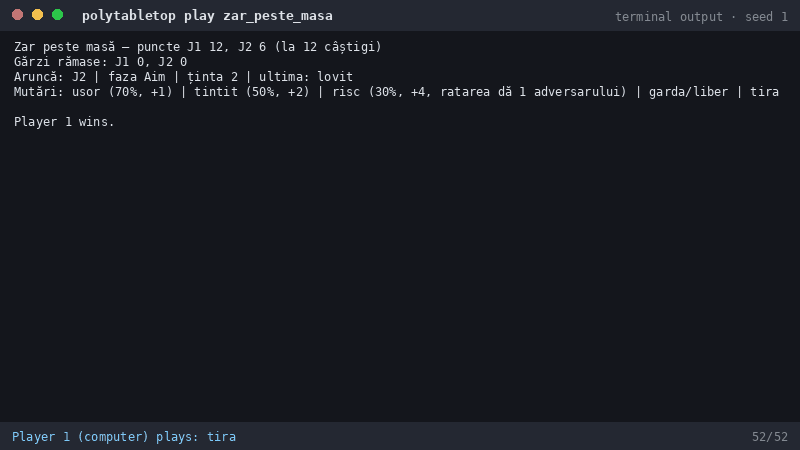 polytabletop play zar_peste_masa
terminal output · seed 1
Zar peste masă — puncte J1 12, J2 6 (la 12 câștigi)
Gărzi rămase: J1 0, J2 0
Aruncă: J2 | faza Aim | ținta 2 | ultima: lovit
Mutări: usor (70%, +1) | tintit (50%, +2) | risc (30%, +4, ratarea dă 1 adversarului) | garda/liber | tira
Player 1 wins.
Player 1 (computer) plays: tira
52/52